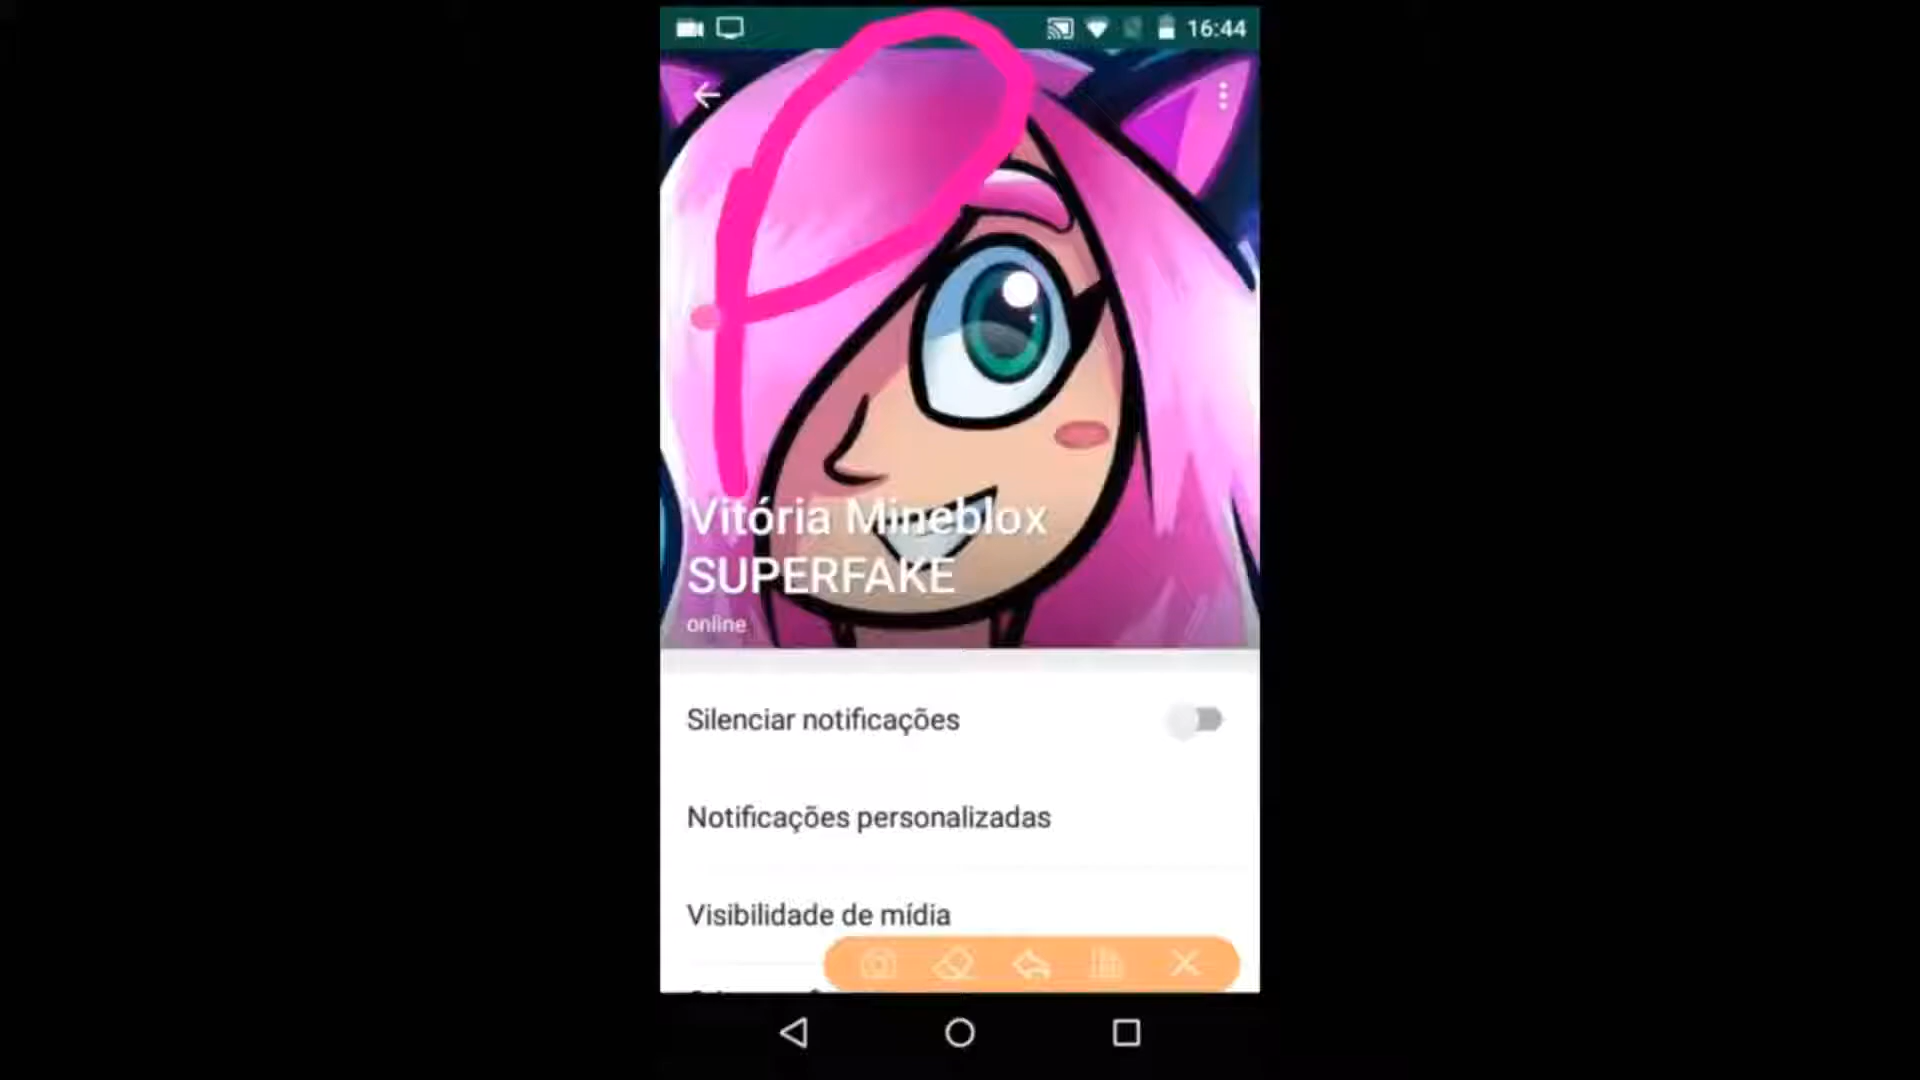 16:44
Vitória Mineblox
SUPERFAKE
online
Silenciar notificações
Notificações personalizadas
Visibilidade de mídia